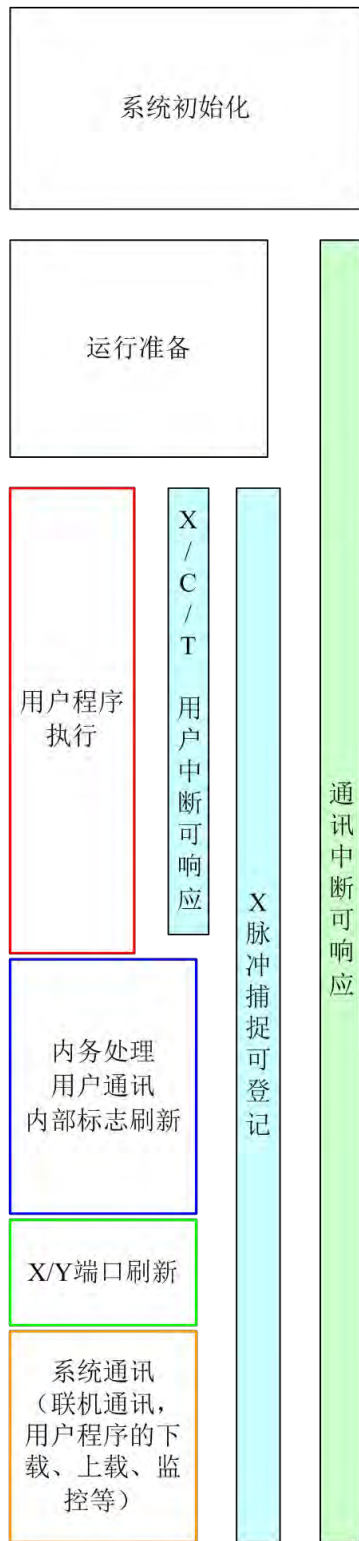 系统初始化
运行准备
用户程序
执行
X/C/T 用户中断可响应
X脉冲捕捉可登记
通讯中断可响应
内务处理
用户通讯
内部标志刷新
X/Y端口刷新
系统通讯
（联机通讯，
用户程序的下
载、上载、监
控等）